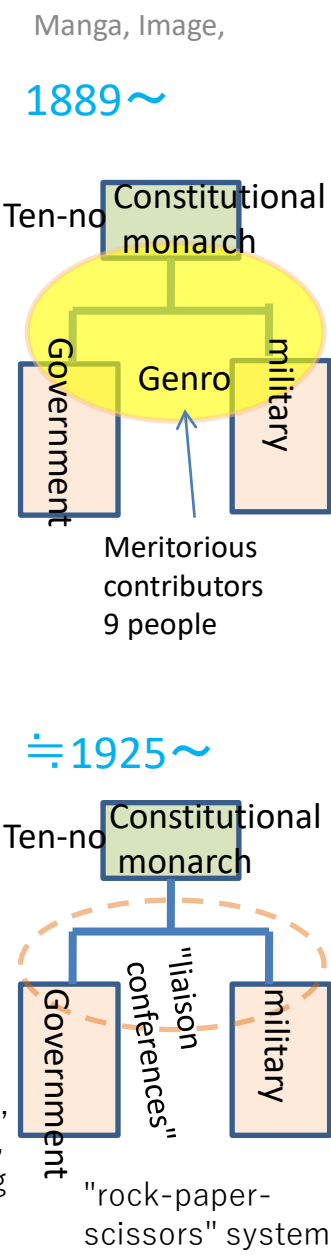 Manga, Image,
1889～
Ten-no
Constitutional
monarch
Government
Genro
military
Meritorious
contributors
9 people
≒1925～
Ten-no
Constitutional
monarch
"liaison
conferences"
Government
military
"rock-paper-
scissors" system